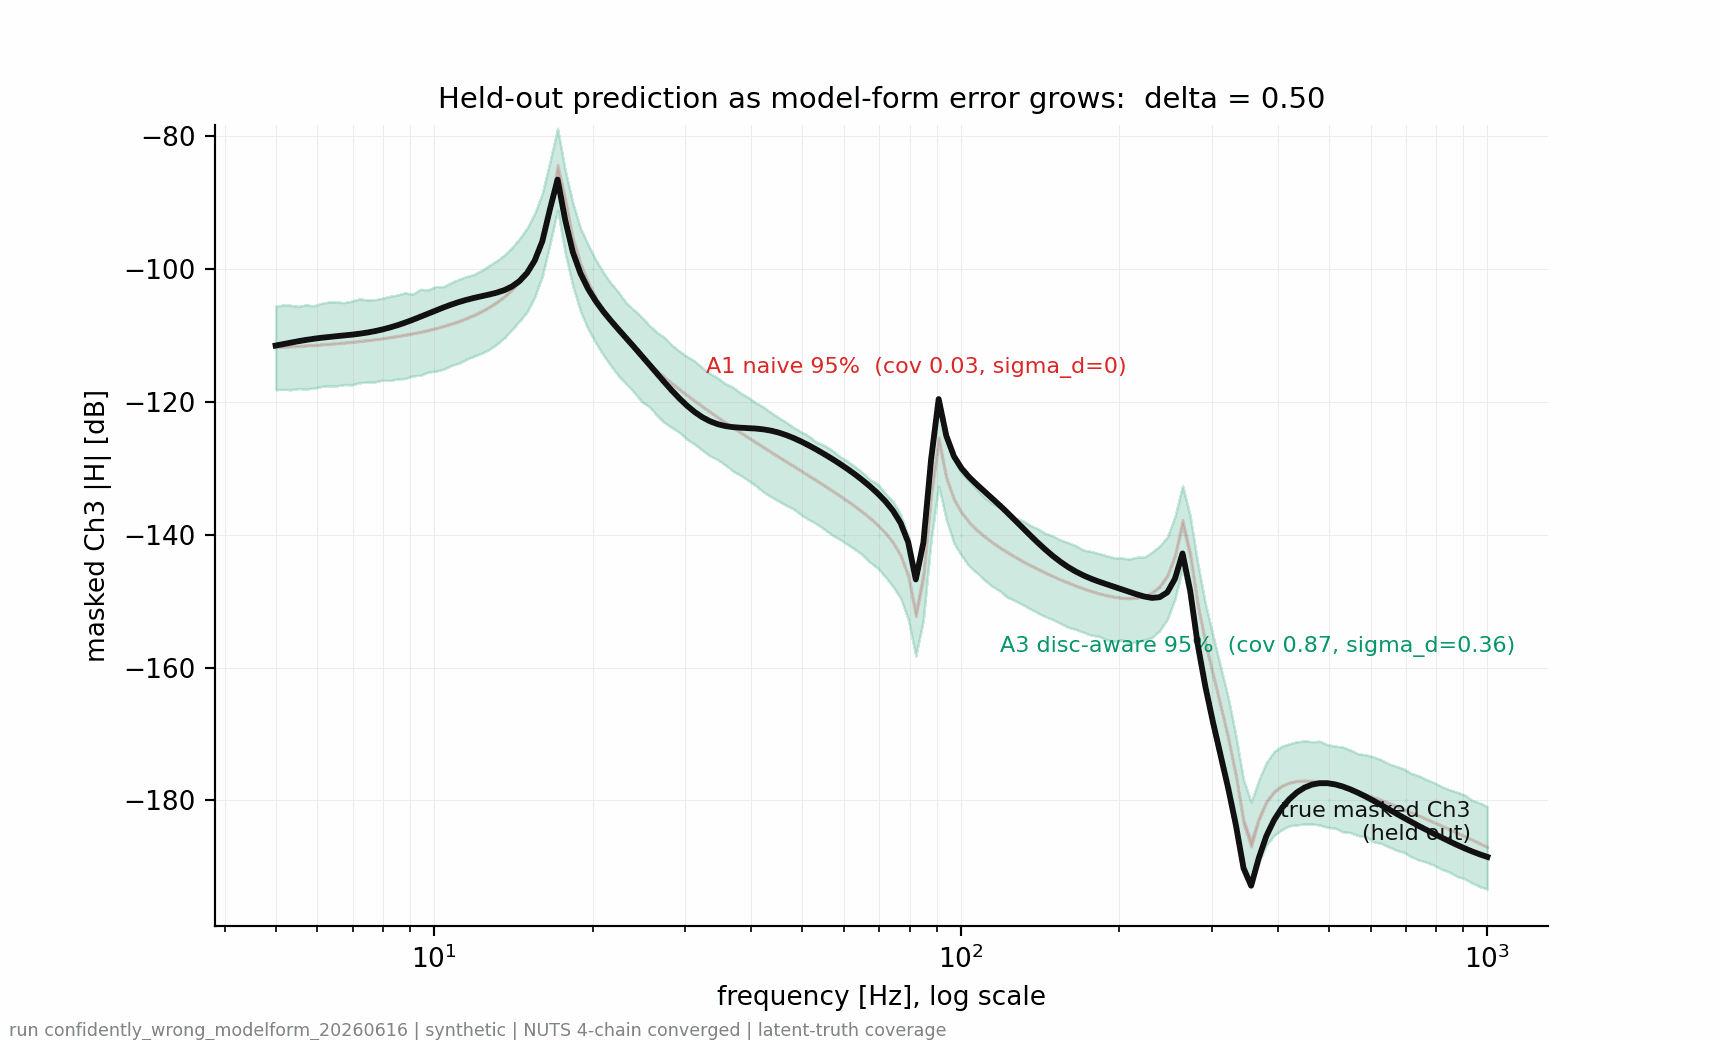 Held-out prediction as model-form error grows:  delta = 0.50
−80
−100
−120
−140
−160
−180
masked Ch3 |H| [dB]
A1 naive 95%  (cov 0.03, sigma_d=0)
A3 disc-aware 95%  (cov 0.87, sigma_d=0.36)
true masked Ch3
(held out)
10¹
10²
10³
frequency [Hz], log scale
run confidently_wrong_modelform_20260616 | synthetic | NUTS 4-chain converged | latent-truth coverage